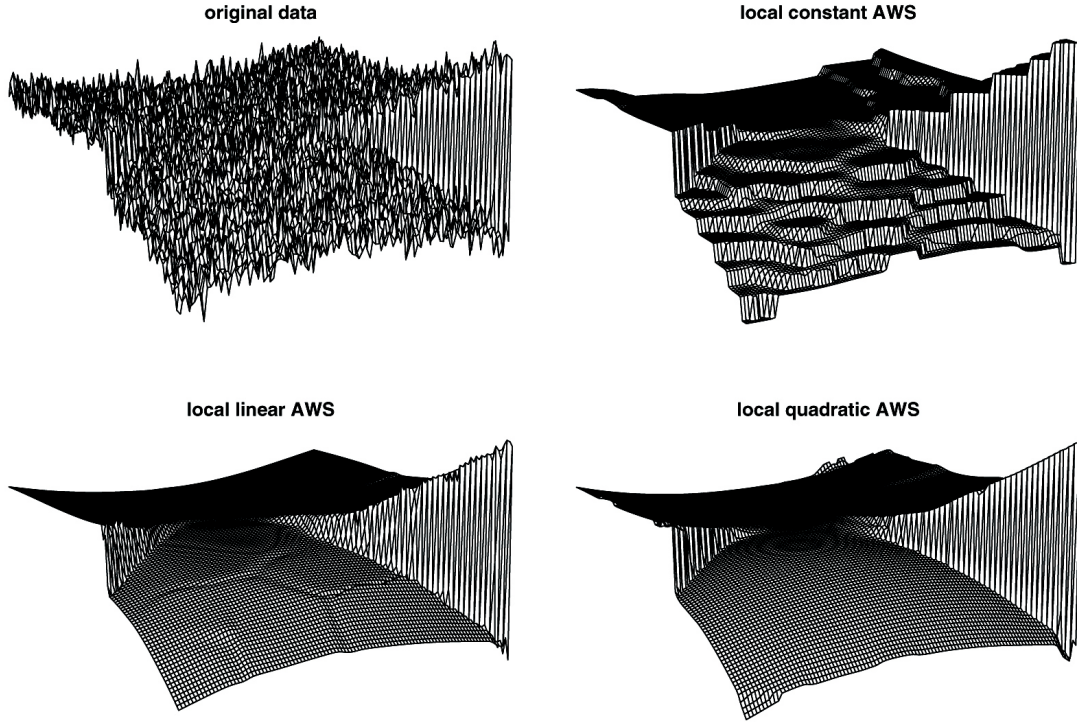 original data
local constant AWS
local linear AWS
local quadratic AWS